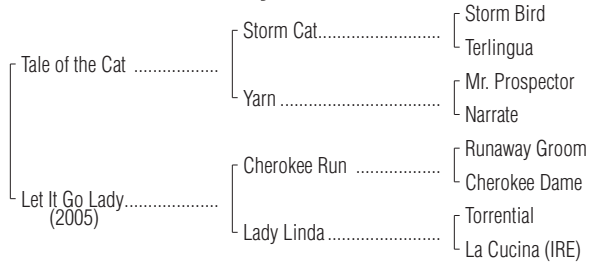 Storm Bird
Storm Cat..........................
Terlingua
Tale of the Cat ..................
Mr. Prospector
Yarn ..................................
Narrate
Runaway Groom
Cherokee Run ..................
Cherokee Dame
Let It Go Lady....................
(2005)
Torrential
Lady Linda........................
La Cucina (IRE)